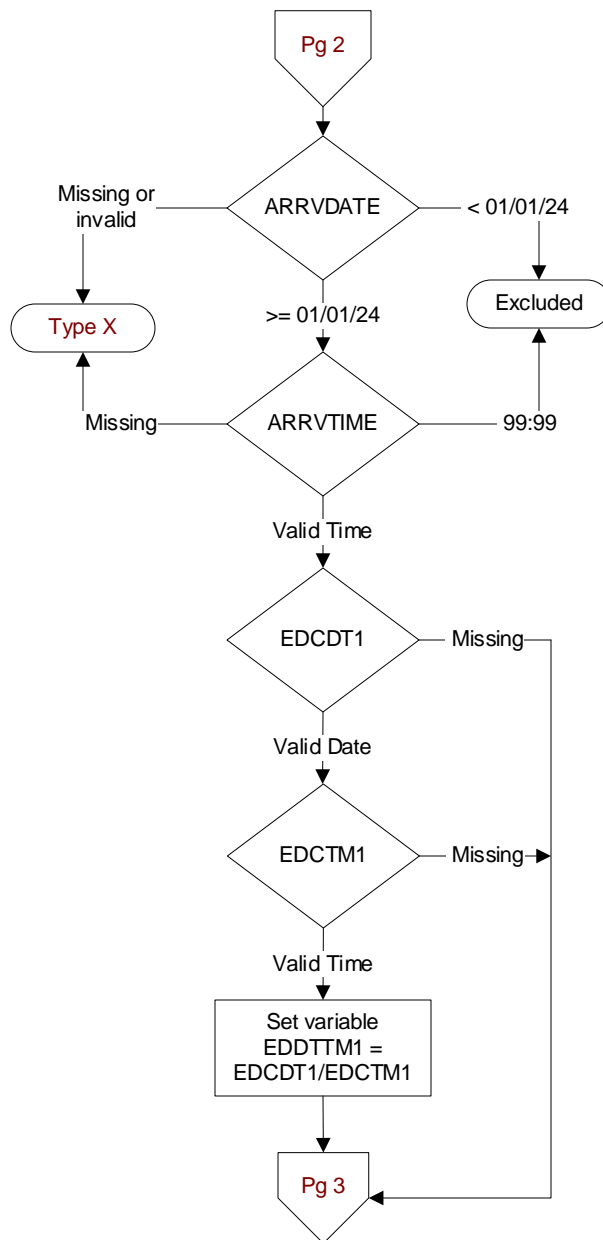 Pg 2
Missing or
invalid
ARRVDATE
< 01/01/24
Type X
>= 01/01/24
Excluded
Missing
ARRVTIME
99:99
Valid Time
EDCDT1
Missing
Valid Date
EDCTM1
Missing
Valid Time
Set variable
EDDTTM1 =
EDCDT1/EDCTM1
Pg 3